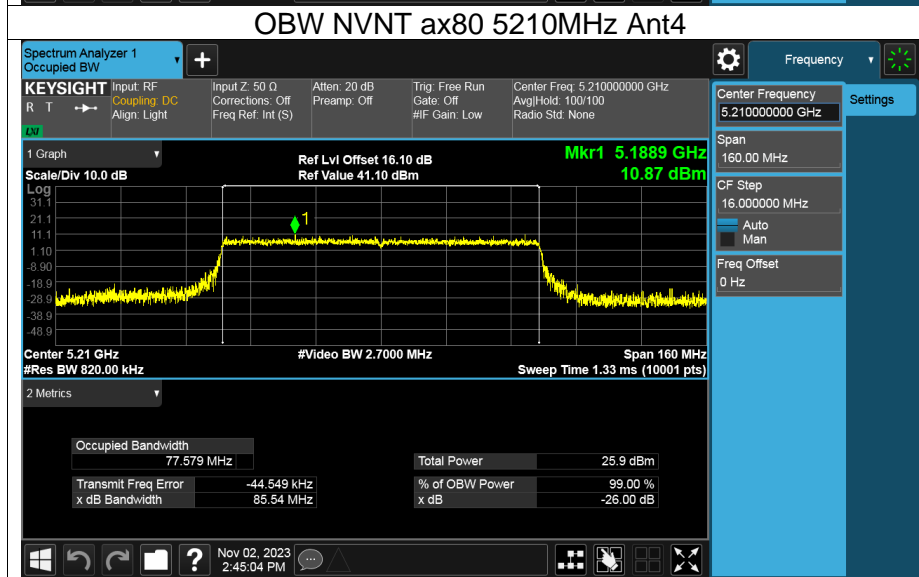 OBW NVNT ax80 5210MHz Ant4
Spectrum Analyzer 1
Occupied BW
+
Frequency
KEYSIGHT
R T
LXI
Input: RF
Coupling: DC
Align: Light
Input Z: 50 Ω
Corrections: Off
Freq Ref: Int (S)
Atten: 20 dB
Preamp: Off
Trig: Free Run
Gate: Off
#IF Gain: Low
Center Freq: 5.210000000 GHz
Avg|Hold: 100/100
Radio Std: None
Center Frequency
5.210000000 GHz
Settings
Span
160.00 MHz
CF Step
16.000000 MHz
Auto
Man
Freq Offset
0 Hz
1 Graph
Scale/Div 10.0 dB
Ref Lvl Offset 16.10 dB
Ref Value 41.10 dBm
Mkr1 5.1889 GHz
10.87 dBm
Log
31.1
21.1
11.1
1.10
-8.90
-18.9
-28.9
-38.9
-48.9
1
Center 5.21 GHz
#Res BW 820.00 kHz
#Video BW 2.7000 MHz
Span 160 MHz
Sweep Time 1.33 ms (10001 pts)
2 Metrics
Occupied Bandwidth
77.579 MHz
Transmit Freq Error -44.549 kHz
x dB Bandwidth 85.54 MHz
Total Power 25.9 dBm
% of OBW Power 99.00 %
x dB -26.00 dB
?
Nov 02, 2023
2:45:04 PM